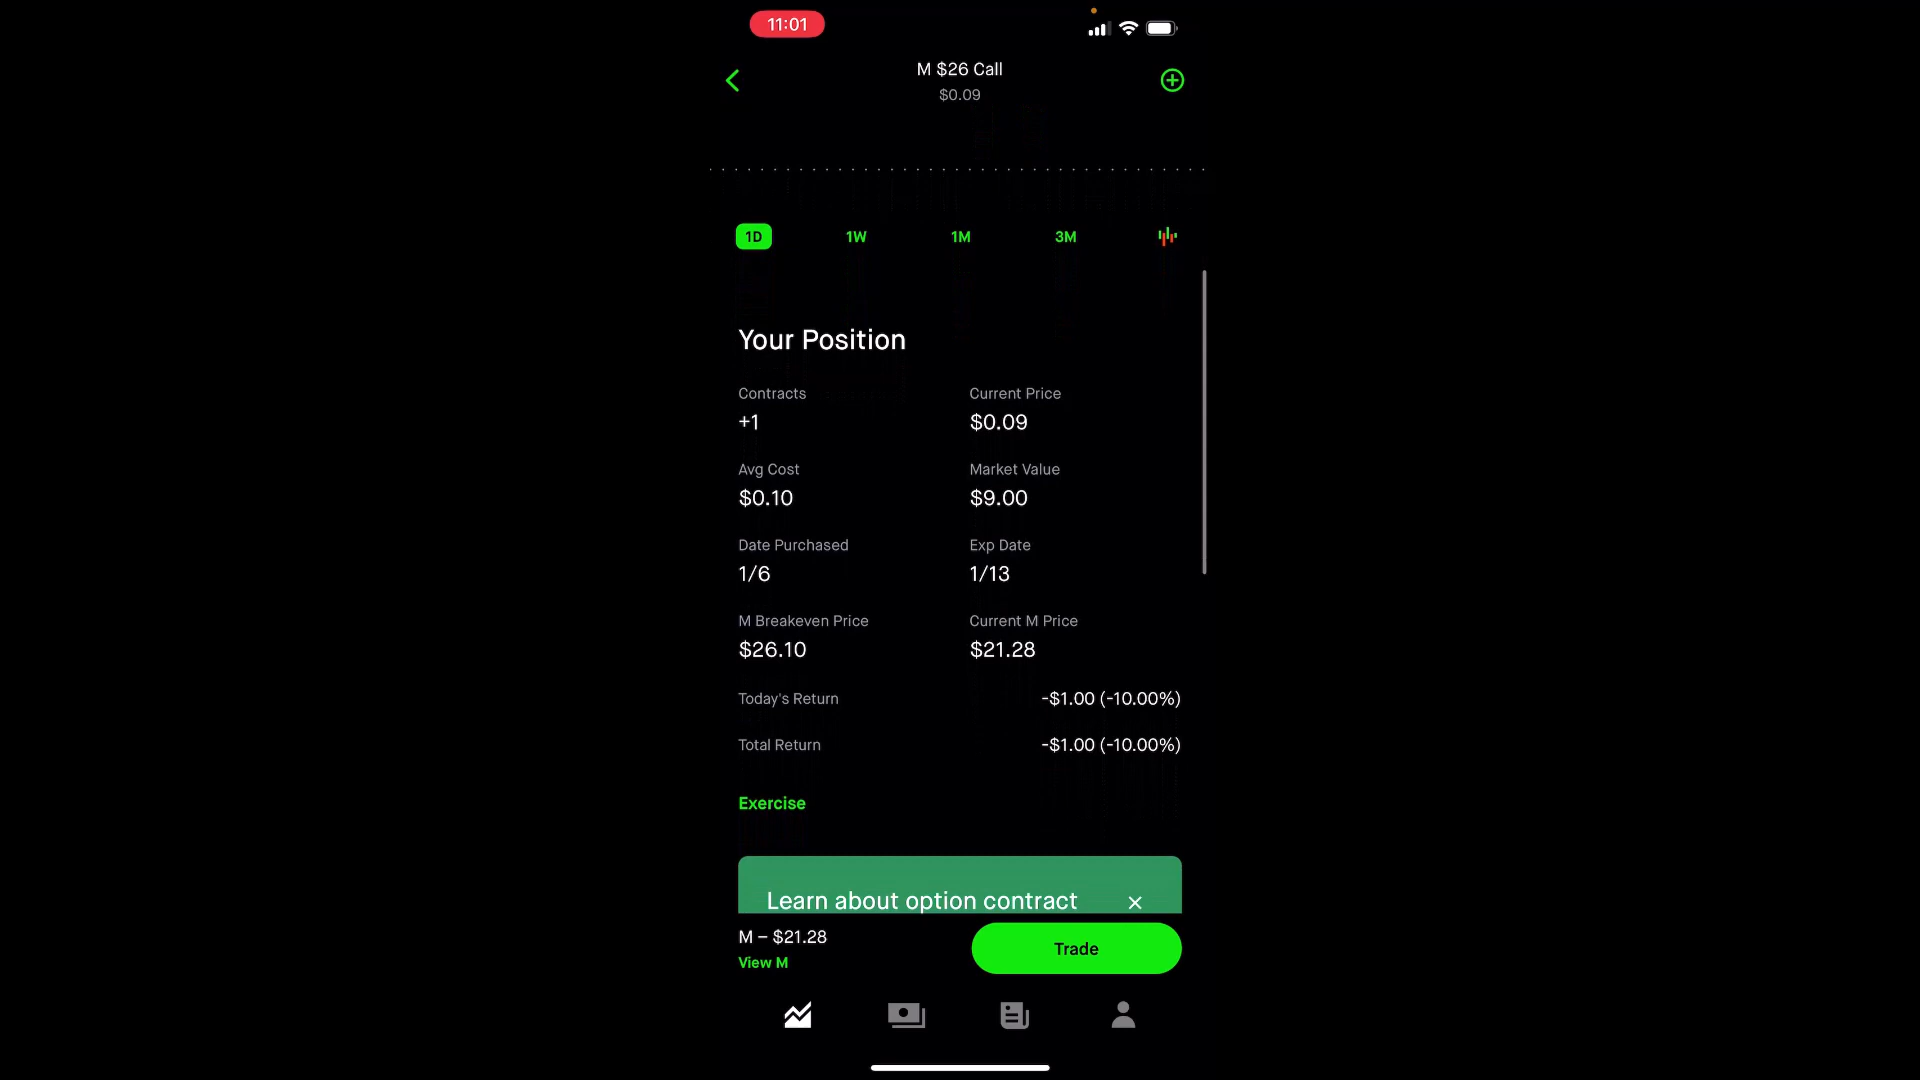 11:01
M $26 Call
$0.09
1D 1W 1M 3M
Your Position
Contracts Current Price
+1 $0.09
Avg Cost Market Value
$0.10 $9.00
Date Purchased Exp Date
1/6 1/13
M Breakeven Price Current M Price
$26.10 $21.28
Today's Return -$1.00 (-10.00%)
Total Return -$1.00 (-10.00%)
Exercise
Learn about option contract
M – $21.28
View M
Trade